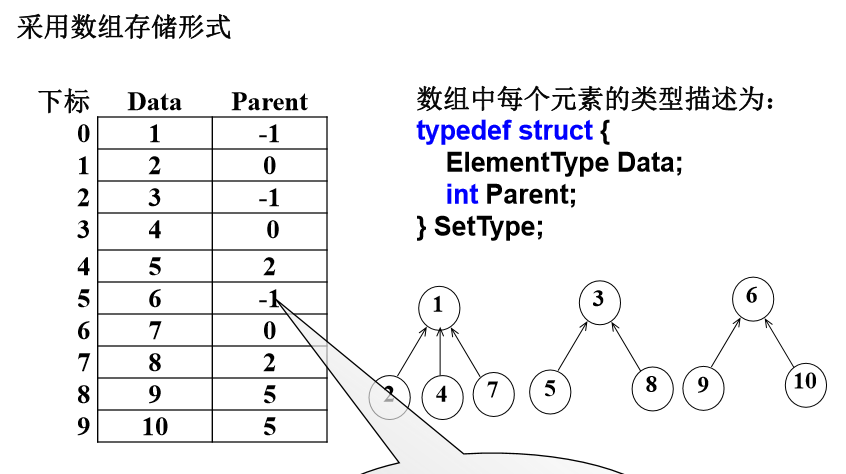 采用数组存储形式
下标 Data Parent
0 1 -1
1 2 0
2 3 -1
3 4 0
4 5 2
5 6 -1
6 7 0
7 8 2
8 9 5
9 10 5
数组中每个元素的类型描述为：
typedef struct {
ElementType Data;
int Parent;
} SetType;
1 3 6
2 4 7 5 8 9 10